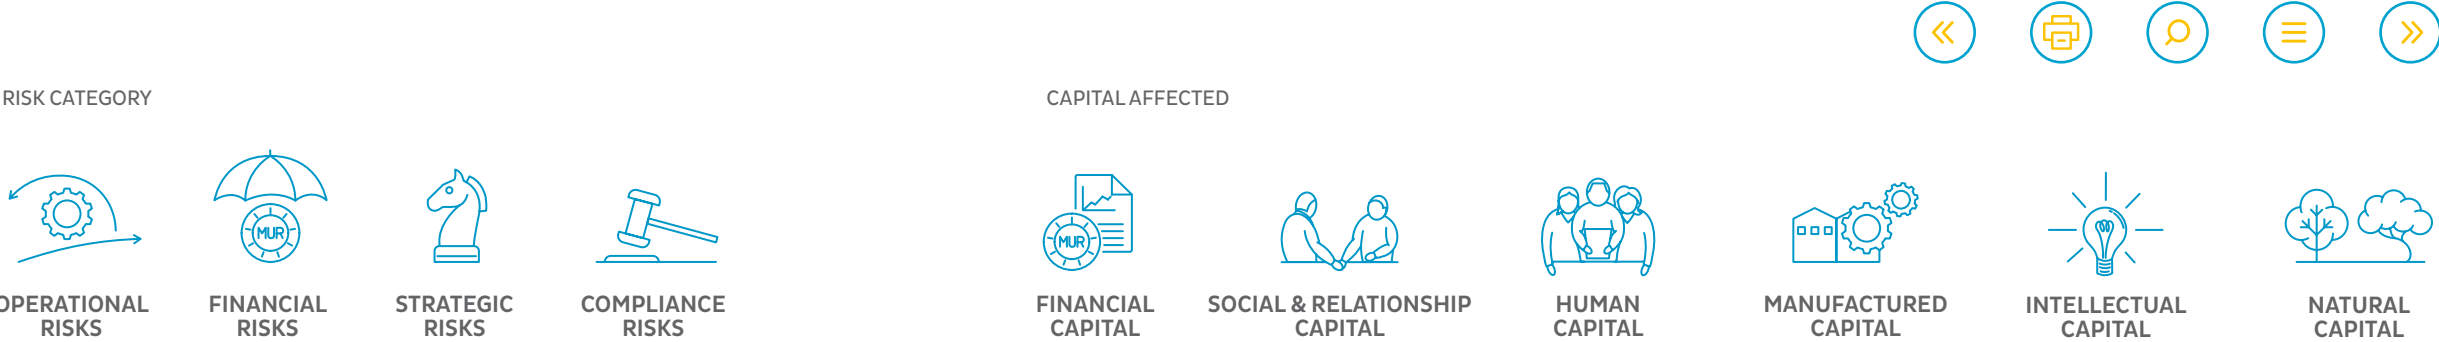 RISK CATEGORY
CAPITAL AFFECTED
MUR
MUR
OPERATIONAL
RISKS
FINANCIAL
RISKS
STRATEGIC
RISKS
COMPLIANCE
RISKS
FINANCIAL
CAPITAL
SOCIAL & RELATIONSHIP
CAPITAL
HUMAN
CAPITAL
MANUFACTURED
CAPITAL
INTELLECTUAL
CAPITAL
NATURAL
CAPITAL